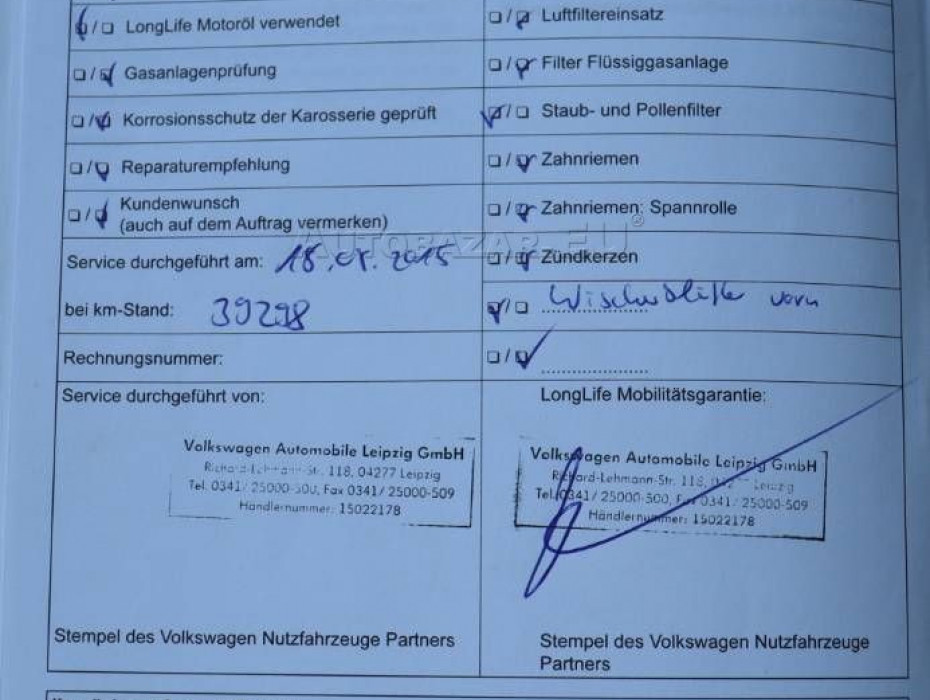 LongLife Motoröl verwendet
Gasanlagenprüfung
Korrosionsschutz der Karosserie geprüft
Reparaturempfehlung
Kundenwunsch
(auch auf dem Auftrag vermerken)
Service durchgeführt am: 18.08.2015
bei km-Stand: 39298
Rechnungsnummer:
Service durchgeführt von:
Volkswagen Automobile Leipzig GmbH
Richard-Lehmann-Str. 118, 04277 Leipzig
Tel. 0341/ 25000-500, Fax 0341/ 25000-509
Händlernummer: 15022178
Stempel des Volkswagen Nutzfahrzeuge Partners
Luftfiltereinsatz
Filter Flüssiggasanlage
Staub- und Pollenfilter
Zahnriemen
Zahnriemen: Spannrolle
Zündkerzen
vorn
LongLife Mobilitätsgarantie:
Volkswagen Automobile Leipzig GmbH
Richard-Lehmann-Str. 118, Leipzig
Tel. 0341/ 25000-500, Fax 0341/ 25000-509
Händlernummer: 15022178
Stempel des Volkswagen Nutzfahrzeuge
Partners
AUTOBAZAR.EU